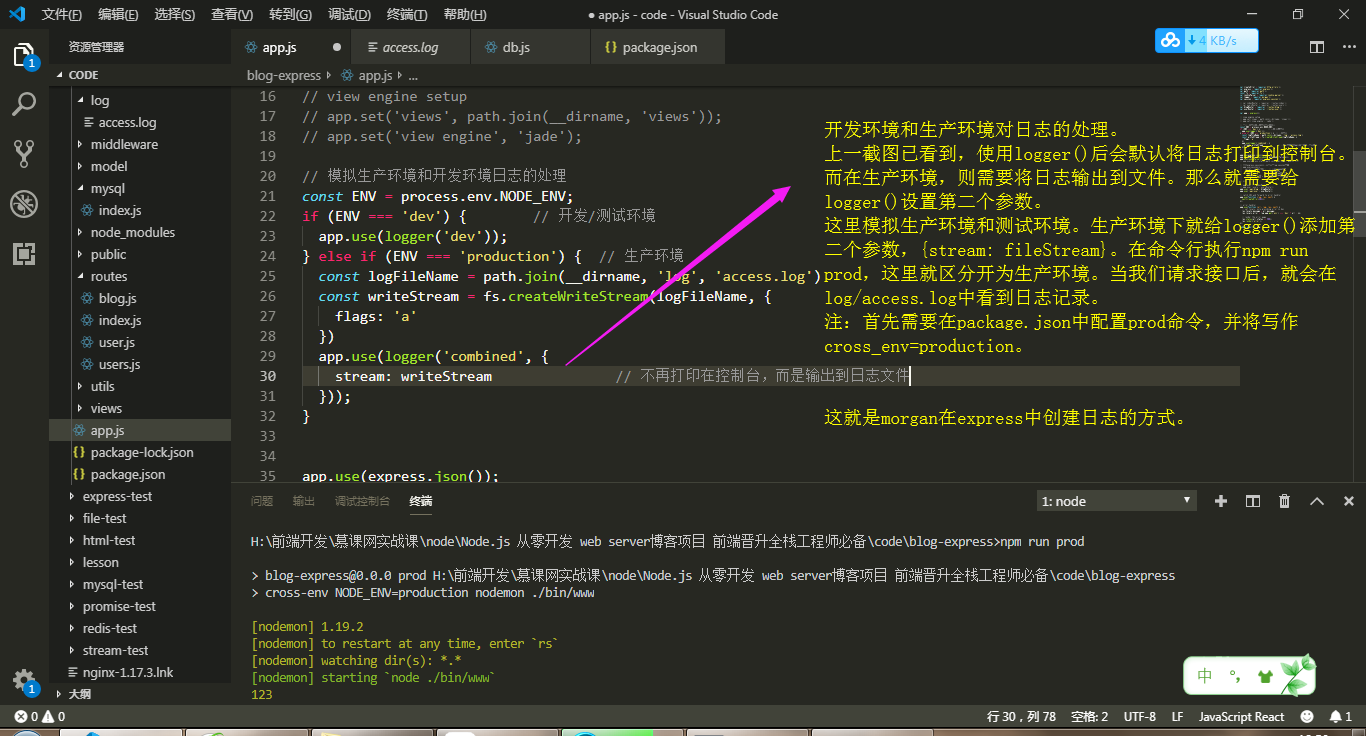 文件(F) 编辑(E) 选择(S) 查看(V) 转到(G) 调试(D) 终端(T) 帮助(H) ● app.js - code - Visual Studio Code
资源管理器
app.js ● access.log db.js {} package.json
4 KB/s
1
CODE
blog-express app.js ...
log
access.log
middleware
model
mysql
index.js
node_modules
public
routes
blog.js
index.js
user.js
users.js
utils
views
app.js
{} package-lock.json
{} package.json
express-test
file-test
html-test
lesson
mysql-test
promise-test
redis-test
stream-test
nginx-1.17.3.lnk
大纲
1
16 // view engine setup
17 // app.set('views', path.join(__dirname, 'views'));
18 // app.set('view engine', 'jade');
19
20 // 模拟生产环境和开发环境日志的处理
21 const ENV = process.env.NODE_ENV;
22 if (ENV === 'dev') { // 开发/测试环境
23 app.use(logger('dev'));
24 } else if (ENV === 'production') { // 生产环境
25 const logFileName = path.join(__dirname, 'log', 'access.log')
26 const writeStream = fs.createWriteStream(logFileName, {
27 flags: 'a'
28 })
29 app.use(logger('combined', {
30 stream: writeStream // 不再打印在控制台，而是输出到日志文件
31 }));
32 }
33
34
35 app.use(express.json());
开发环境和生产环境对日志的处理。
上一截图已看到，使用logger()后会默认将日志打印到控制台。
而在生产环境，则需要将日志输出到文件。那么就需要给
logger()设置第二个参数。
这里模拟生产环境和测试环境。生产环境下就给logger()添加第
二个参数，{stream: fileStream}。在命令行执行npm run
prod，这里就区分开为生产环境。当我们请求接口后，就会在
log/access.log中看到日志记录。
注：首先需要在package.json中配置prod命令，并将写作
cross_env=production。
这就是morgan在express中创建日志的方式。
问题 输出 调试控制台 终端 1: node
H:\前端开发\慕课网实战课\node\Node.js 从零开发 web server博客项目 前端晋升全栈工程师必备\code\blog-express>npm run prod
> blog-express@0.0.0 prod H:\前端开发\慕课网实战课\node\Node.js 从零开发 web server博客项目 前端晋升全栈工程师必备\code\blog-express
> cross-env NODE_ENV=production nodemon ./bin/www
[nodemon] 1.19.2
[nodemon] to restart at any time, enter `rs`
[nodemon] watching dir(s): *.*
[nodemon] starting `node ./bin/www`
123
中 °,
0 0 行 30，列 78 空格: 2 UTF-8 LF JavaScript React 1